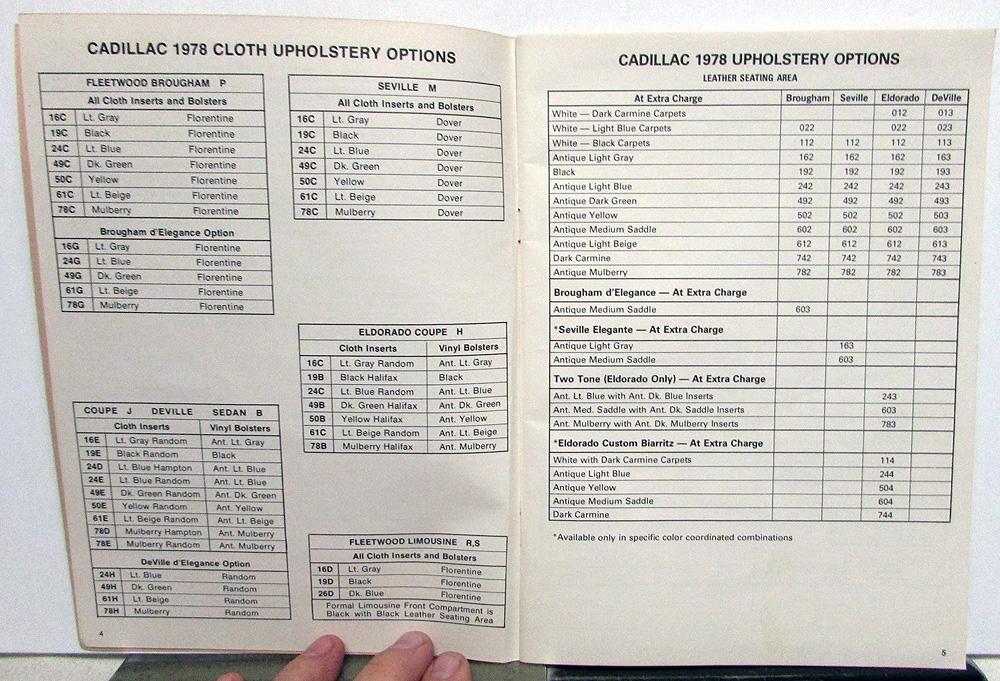 CADILLAC 1978 CLOTH UPHOLSTERY OPTIONS
FLEETWOOD BROUGHAM P
All Cloth Inserts and Bolsters
16C Lt. Gray Florentine
19C Black Florentine
24C Lt. Blue Florentine
49C Dk. Green Florentine
50C Yellow Florentine
61C Lt. Beige Florentine
78C Mulberry Florentine
Brougham d'Elegance Option
16G Lt. Gray Florentine
24G Lt. Blue Florentine
49G Dk. Green Florentine
61G Lt. Beige Florentine
78G Mulberry Florentine
COUPE J DEVILLE SEDAN B
Cloth Inserts Vinyl Bolsters
16E Lt. Gray Random Ant. Lt. Gray
19E Black Random Black
24D Lt. Blue Hampton Ant. Lt. Blue
24E Lt. Blue Random Ant. Lt. Blue
49E Dk. Green Random Ant. Dk. Green
50E Yellow Random Ant. Yellow
61E Lt. Beige Random Ant. Lt. Beige
78D Mulberry Hampton Ant. Mulberry
78E Mulberry Random Ant. Mulberry
DeVille d'Elegance Option
24H Lt. Blue Random
49H Dk. Green Random
61H Lt. Beige Random
78H Mulberry Random
4
SEVILLE M
All Cloth Inserts and Bolsters
16C Lt. Gray Dover
19C Black Dover
24C Lt. Blue Dover
49C Dk. Green Dover
50C Yellow Dover
61C Lt. Beige Dover
78C Mulberry Dover
ELDORADO COUPE H
Cloth Inserts Vinyl Bolsters
16C Lt. Gray Random Ant. Lt. Gray
19B Black Halifax Black
24C Lt. Blue Random Ant. Lt. Blue
49B Dk. Green Halifax Ant. Dk. Green
50B Yellow Halifax Ant. Yellow
61C Lt. Beige Random Ant. Lt. Beige
78B Mulberry Halifax Ant. Mulberry
FLEETWOOD LIMOUSINE R,S
All Cloth Inserts and Bolsters
16D Lt. Gray Florentine
19D Black Florentine
26D Dk. Blue Florentine
Formal Limousine Front Compartment is
Black with Black Leather Seating Area
CADILLAC 1978 UPHOLSTERY OPTIONS
LEATHER SEATING AREA
At Extra Charge Brougham Seville Eldorado DeVille
White — Dark Carmine Carpets 012 013
White — Light Blue Carpets 022 022 023
White — Black Carpets 112 112 112 113
Antique Light Gray 162 162 162 163
Black 192 192 192 193
Antique Light Blue 242 242 242 243
Antique Dark Green 492 492 492 493
Antique Yellow 502 502 502 503
Antique Medium Saddle 602 602 602 603
Antique Light Beige 612 612 612 613
Dark Carmine 742 742 742 743
Antique Mulberry 782 782 782 783
Brougham d'Elegance — At Extra Charge
Antique Medium Saddle 603
*Seville Elegante — At Extra Charge
Antique Light Gray 163
Antique Medium Saddle 603
Two Tone (Eldorado Only) — At Extra Charge
Ant. Lt. Blue with Ant. Dk. Blue Inserts 243
Ant. Med. Saddle with Ant. Dk. Saddle Inserts 603
Ant. Mulberry with Ant. Dk. Mulberry Inserts 783
*Eldorado Custom Biarritz — At Extra Charge
White with Dark Carmine Carpets 114
Antique Light Blue 244
Antique Yellow 504
Antique Medium Saddle 604
Dark Carmine 744
*Available only in specific color coordinated combinations
5